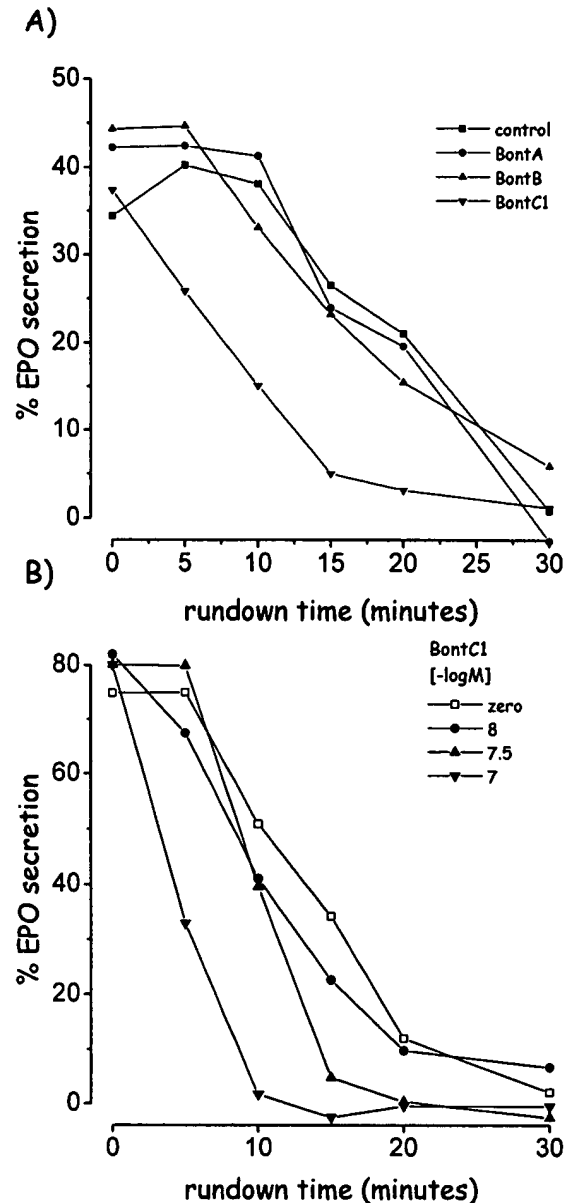 A)
50
40
30
20
10
0
% EPO secretion
control
BontA
BontB
BontC1
0 5 10 15 20 25 30
rundown time (minutes)
B)
80
60
40
20
0
% EPO secretion
BontC1
[-logM]
zero
8
7.5
7
0 10 20 30
rundown time (minutes)